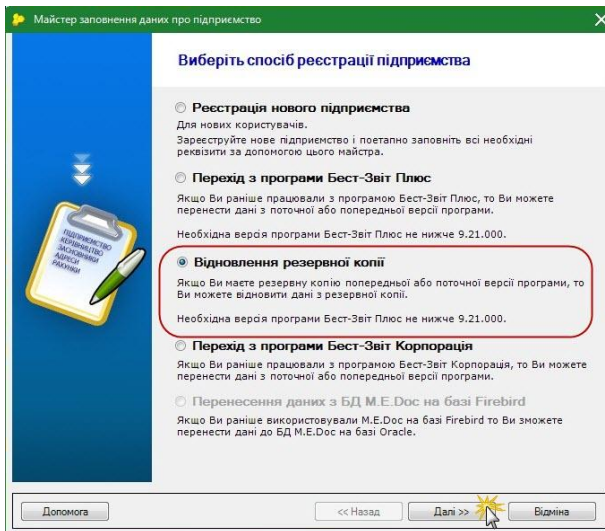 Майстер заповнення даних про підприємство
Виберіть спосіб реєстрації підприємства
Реєстрація нового підприємства
Для нових користувачів.
Зареєструйте нове підприємство і поетапно заповніть всі необхідні
реквізити за допомогою цього майстра.
Перехід з програми Бест-Звіт Плюс
Якщо Ви раніше працювали з програмою Бест-Звіт Плюс, то Ви можете
перенести дані з поточної або попередньої версії програми.
Необхідна версія програми Бест-Звіт Плюс не нижче 9.21.000.
Відновлення резервної копії
Якщо Ви маєте резервну копію попередньої або поточної версії програми, то
Ви можете відновити дані з резервної копії.
Необхідна версія програми Бест-Звіт Плюс не нижче 9.21.000.
Перехід з програми Бест-Звіт Корпорація
Якщо Ви раніше працювали з програмою Бест-Звіт Корпорація, то Ви можете
перенести дані з поточної або попередньої версії програми.
Перенесення даних з БД M.E.Doc на базі Firebird
Якщо Ви раніше використовували M.E.Doc на базі Firebird то Ви зможете
перенести дані до БД M.E.Doc на базі Oracle.
ПІДПРИЄМСТВО
КЕРІВНИЦТВО
ЗАСНОВНИКИ
АДРЕСИ
РАХУНКИ
Допомога
<< Назад
Далі >>
Відміна